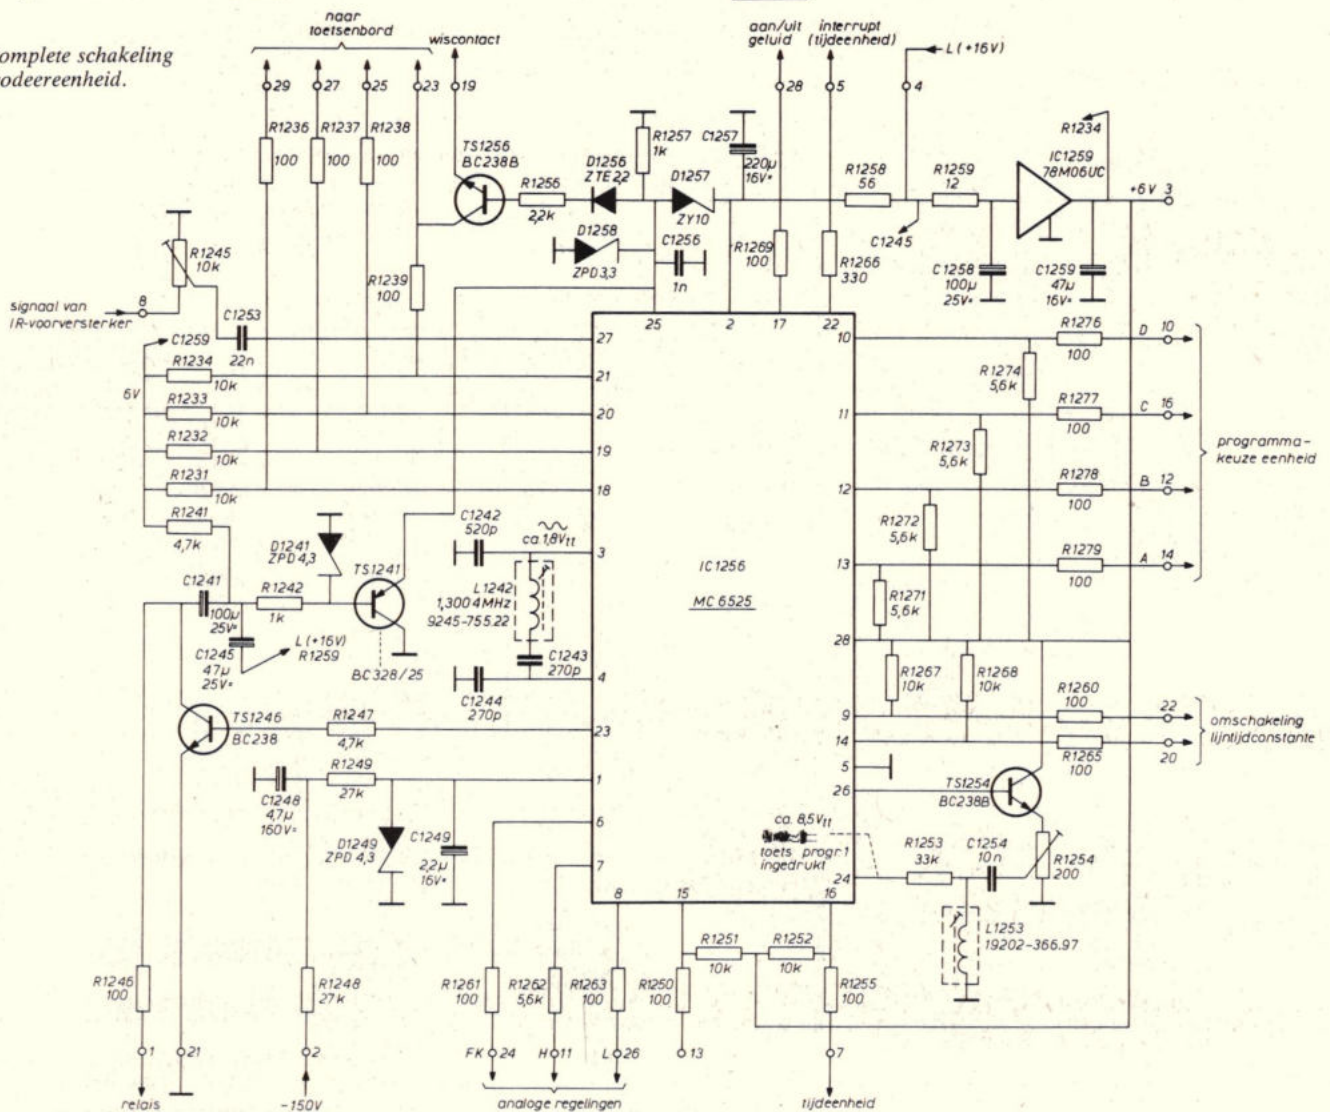 omplete schakeling
odeereenheid.
naar
toetsenbord
wiscontact
aan/uit
geluid
interrupt
(tijdeenheid)
L (+16V)
29
27
25
23
19
28
5
4
R1236
100
R1237
100
R1238
100
TS1256
BC238B
R1256
2,2k
D1256
ZTE 2,2
R1257
1k
D1257
ZY10
C1257
220µ
16V=
R1258
56
R1259
12
R1234
IC1259
78M06UC
+6V 3
D1258
ZPD3,3
C1256
1n
R1269
100
R1266
330
C1245
C1258
100µ
25V=
C1259
47µ
16V=
R1245
10k
R1239
100
signaal van
IR-voorversterker
8
C1253
22n
C1259
6V
R1234
10k
R1233
10k
R1232
10k
R1231
10k
R1241
4,7k
25
2
17
22
27
21
20
19
18
3
4
23
1
6
7
8
15
16
10
11
12
13
28
9
14
5
26
24
IC1256
MC 6525
R1276
100
D 10
R1274
5,6k
R1277
100
C 16
R1273
5,6k
R1278
100
B 12
R1272
5,6k
R1279
100
A 14
R1271
5,6k
programma-
keuze eenheid
C1242
520p
ca.1,8Vtt
L1242
1,3004MHz
9245-755.22
C1243
270p
C1244
270p
D1241
ZPD4,3
TS1241
BC328/25
C1241
100µ
25V=
R1242
1k
C1245
47µ
25V=
L (+16V)
R1259
TS1246
BC238
R1247
4,7k
R1249
27k
C1248
4,7µ
160V=
D1249
ZPD 4,3
C1249
2,2µ
16V=
R1267
10k
R1268
10k
R1260
100
22
R1265
100
20
omschakeling
lijntijdconstante
TS1254
BC238B
ca. 8,5Vtt
toets progr.1
ingedrukt
R1253
33k
C1254
10n
R1254
200
L1253
19202-366.97
R1251
10k
R1252
10k
R1246
100
R1248
27k
R1261
100
R1262
5,6k
R1263
100
R1250
100
R1255
100
1
21
2
FK 24
H 11
L 26
13
7
relais
-150V
analoge regelingen
tijdeenheid